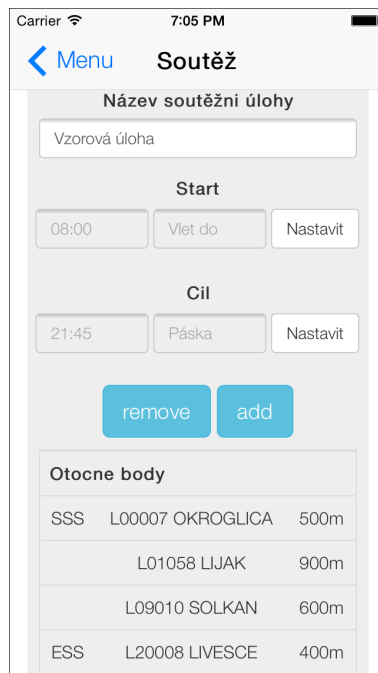 Carrier 7:05 PM
Menu Soutěž
Název soutěžni úlohy
Vzorová úloha
Start
08:00 Vlet do Nastavit
Cil
21:45 Páska Nastavit
remove add
Otocne body
SSS L00007 OKROGLICA 500m
L01058 LIJAK 900m
L09010 SOLKAN 600m
ESS L20008 LIVESCE 400m